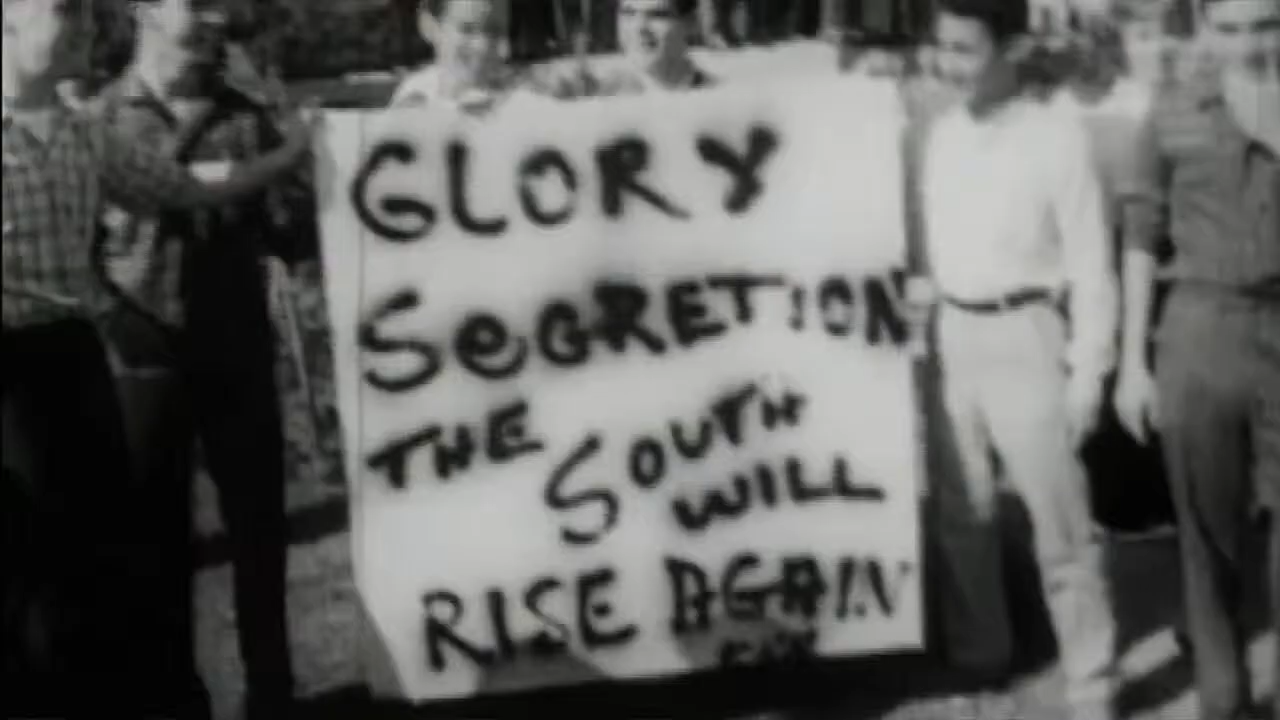 GLORY
SeGRETION
THE SOUTH
WILL
RISE AGAIN